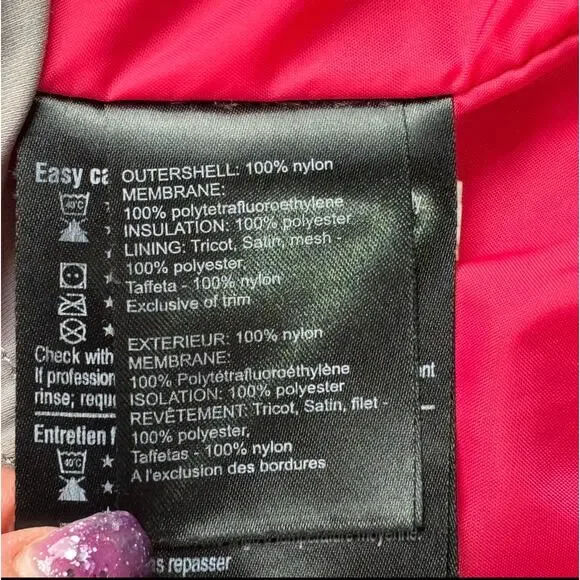 Easy
OUTERSHELL: 100% nylon
MEMBRANE:
100% polytetrafluoroethylene
INSULATION: 100% polyester
LINING: Tricot, Satin, mesh -
100% polyester,
Taffeta - 100% nylon
Exclusive of trim
EXTERIEUR: 100% nylon
MEMBRANE:
100% Polytétrafluoroéthylène
ISOLATION: 100% polyester
REVÊTEMENT: Tricot, Satin, filet -
100% polyester,
Taffetas - 100% nylon
A l'exclusion des bordures
40°C
Check with
If profession
rinse; requ
Entretien f
40°C
as repasser